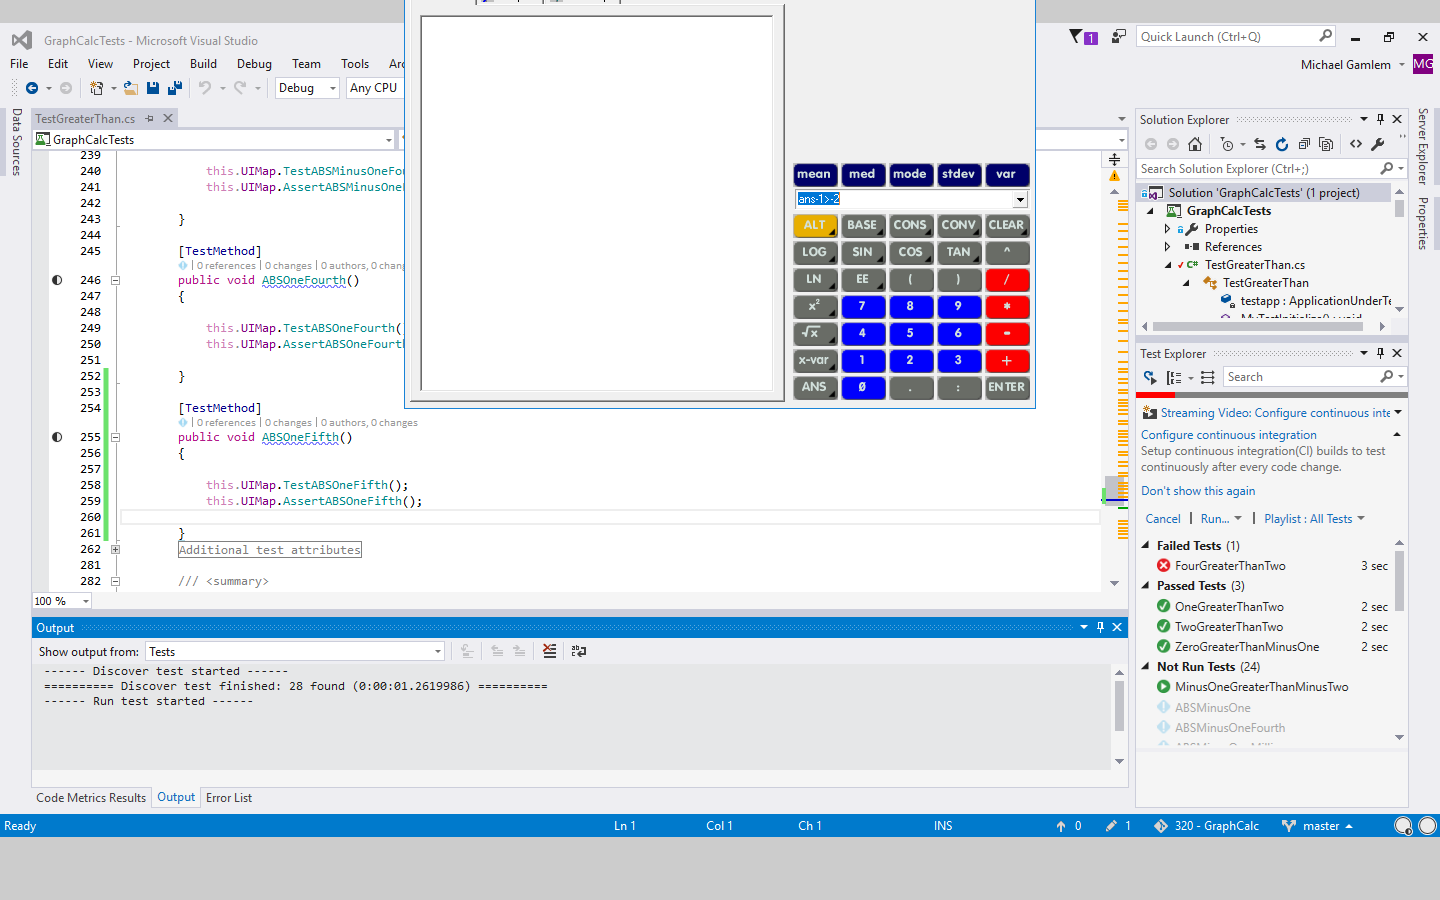 GraphCalcTests - Microsoft Visual Studio
1
Quick Launch (Ctrl+Q)
File Edit View Project Build Debug Team Tools
Michael Gamlem MG
Debug Any CPU
Data Sources
TestGreaterThan.cs
GraphCalcTests
239
240 this.UIMap.TestABSMinusOneFou
241 this.UIMap.AssertABSMinusOne
242
243 }
244
245 [TestMethod]
| 0 references | 0 changes | 0 authors, 0 chang
246 public void ABSOneFourth()
247 {
248
249 this.UIMap.TestABSOneFourth(
250 this.UIMap.AssertABSOneFourth
251
252 }
253
254 [TestMethod]
| 0 references | 0 changes | 0 authors, 0 changes
255 public void ABSOneFifth()
256 {
257
258 this.UIMap.TestABSOneFifth();
259 this.UIMap.AssertABSOneFifth();
260
261 }
262 Additional test attributes
281
282 /// <summary>
100 %
mean med mode stdev var
ans-1>-2
ALT BASE CONS CONV CLEAR
LOG SIN COS TAN ^
LN EE ( ) /
x² 7 8 9 *
√x 4 5 6 -
x-var 1 2 3 +
ANS 0 . : ENTER
Output
Show output from: Tests
------ Discover test started ------
========== Discover test finished: 28 found (0:00:01.2619986) ==========
------ Run test started ------
Code Metrics Results Output Error List
Solution Explorer
Search Solution Explorer (Ctrl+;)
Solution 'GraphCalcTests' (1 project)
GraphCalcTests
Properties
References
TestGreaterThan.cs
TestGreaterThan
testapp : ApplicationUnderTe
MyTestInitialize() : void
Server Explorer
Properties
Test Explorer
Search
Streaming Video: Configure continuous inte
Configure continuous integration
Setup continuous integration(CI) builds to test
continuously after every code change.
Don't show this again
Cancel | Run... | Playlist : All Tests
Failed Tests (1)
FourGreaterThanTwo 3 sec
Passed Tests (3)
OneGreaterThanTwo 2 sec
TwoGreaterThanTwo 2 sec
ZeroGreaterThanMinusOne 2 sec
Not Run Tests (24)
MinusOneGreaterThanMinusTwo
ABSMinusOne
ABSMinusOneFourth
Ready Ln 1 Col 1 Ch 1 INS 0 1 320 - GraphCalc master